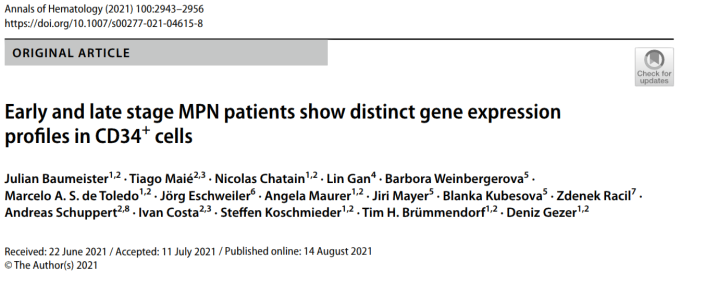 Annals of Hematology (2021) 100:2943–2956
https://doi.org/10.1007/s00277-021-04615-8
ORIGINAL ARTICLE
Check for
updates
Early and late stage MPN patients show distinct gene expression
profiles in CD34⁺ cells
Julian Baumeister¹,² · Tiago Maié²,³ · Nicolas Chatain¹,² · Lin Gan⁴ · Barbora Weinbergerova⁵ ·
Marcelo A. S. de Toledo¹,² · Jörg Eschweiler⁶ · Angela Maurer¹,² · Jiri Mayer⁵ · Blanka Kubesova⁵ · Zdenek Racil⁷ ·
Andreas Schuppert²,⁸ · Ivan Costa²,³ · Steffen Koschmieder¹,² · Tim H. Brümmendorf¹,² · Deniz Gezer¹,²
Received: 22 June 2021 / Accepted: 11 July 2021 / Published online: 14 August 2021
© The Author(s) 2021